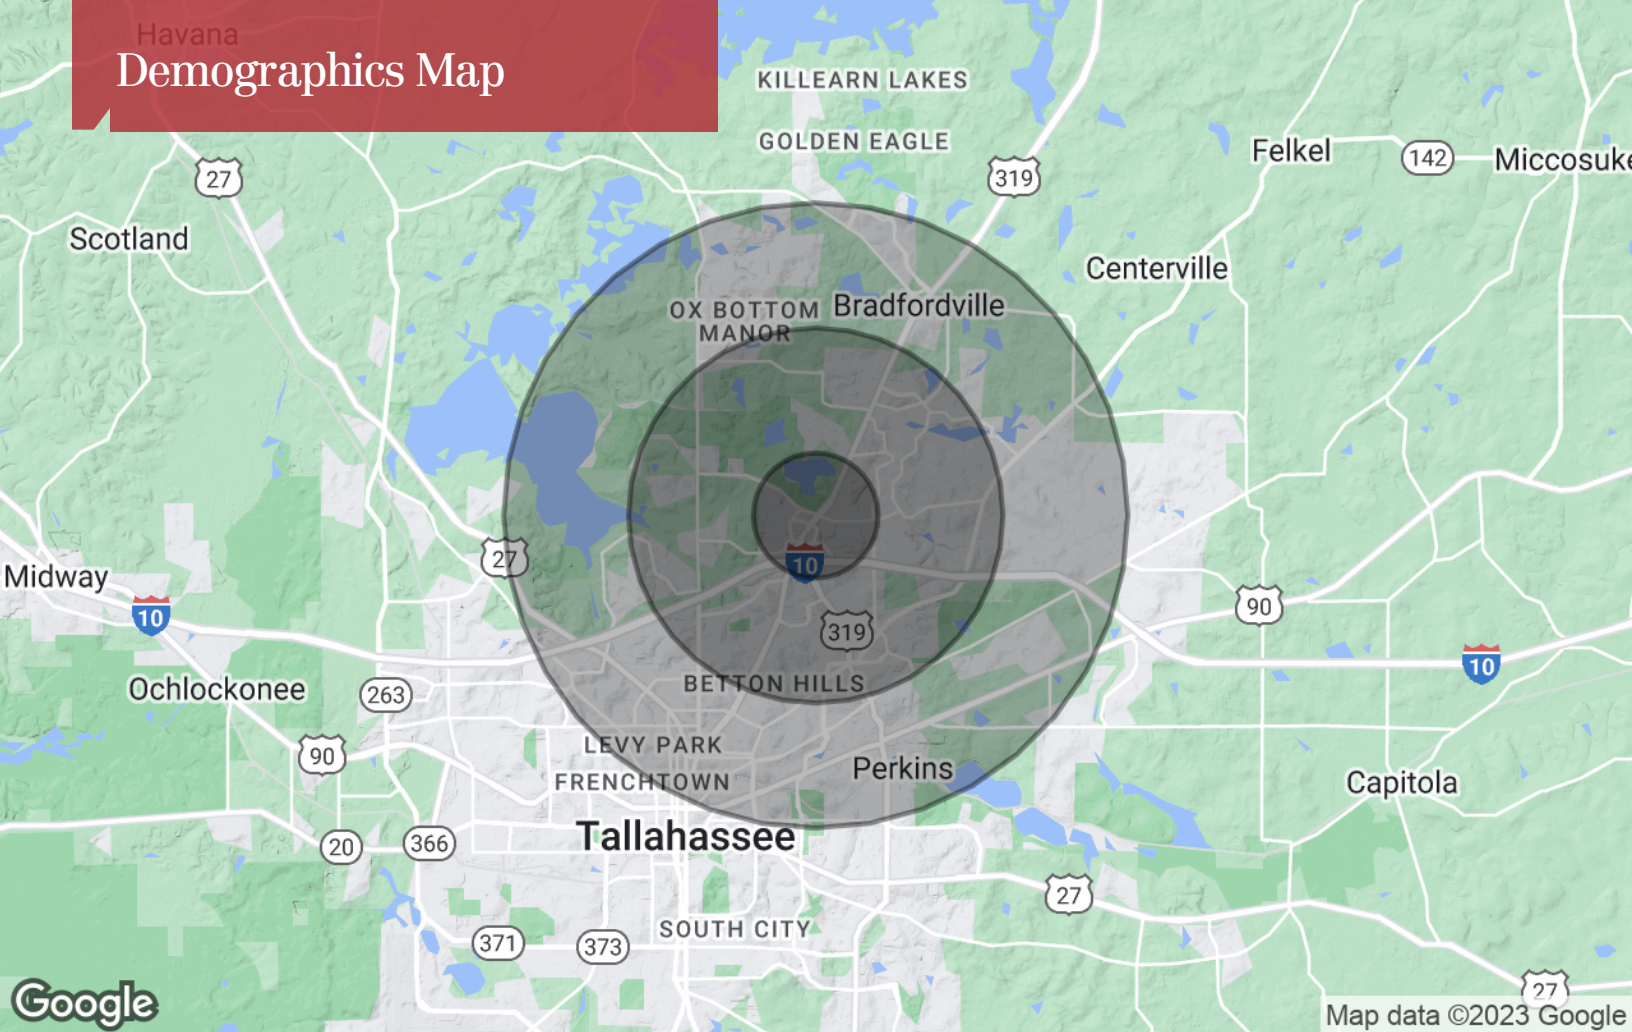 Havana
Demographics Map
KILLEARN LAKES
GOLDEN EAGLE
Felkel
142
Miccosuke
27
319
Scotland
Centerville
OX BOTTOM
MANOR
Bradfordville
27
10
Midway
10
90
319
10
Ochlockonee
263
BETTON HILLS
90
LEVY PARK
FRENCHTOWN
Perkins
Capitola
Tallahassee
20
366
27
371
373
SOUTH CITY
27
Google
Map data ©2023 Google